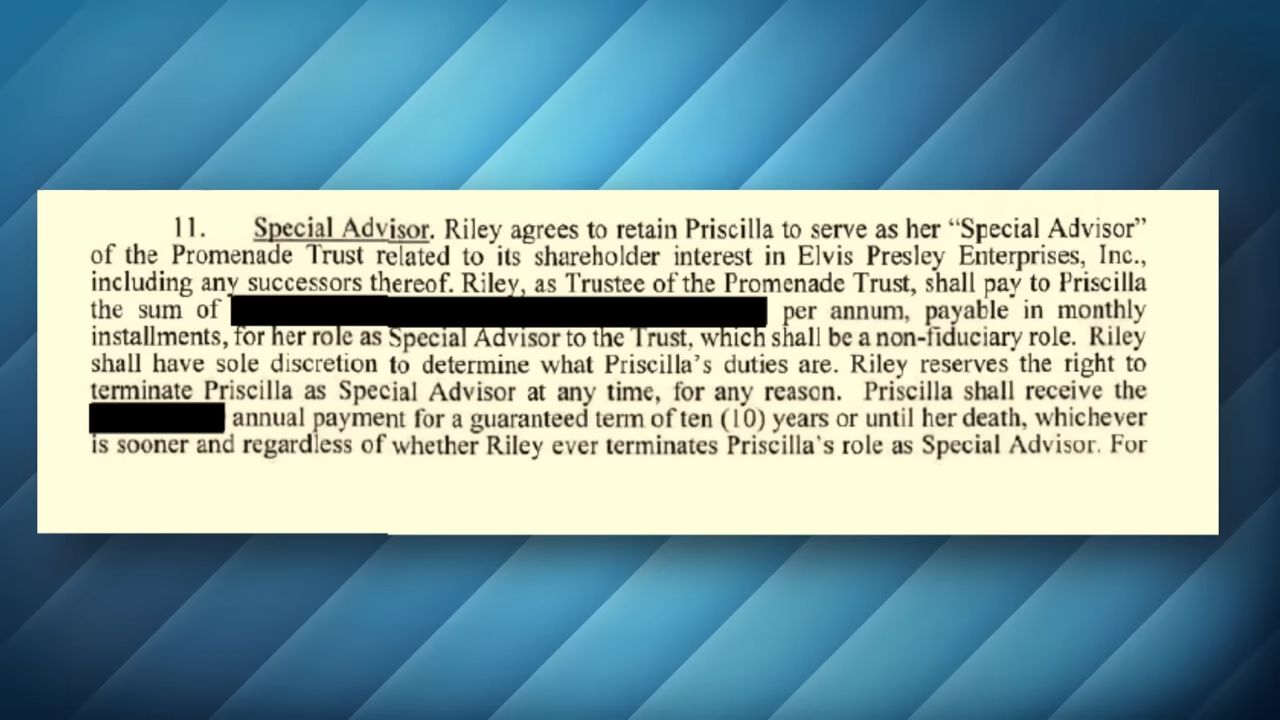 11. Special Advisor. Riley agrees to retain Priscilla to serve as her “Special Advisor”
of the Promenade Trust related to its shareholder interest in Elvis Presley Enterprises, Inc.,
including any successors thereof. Riley, as Trustee of the Promenade Trust, shall pay to Priscilla
the sum of per annum, payable in monthly
installments, for her role as Special Advisor to the Trust, which shall be a non-fiduciary role. Riley
shall have sole discretion to determine what Priscilla’s duties are. Riley reserves the right to
terminate Priscilla as Special Advisor at any time, for any reason. Priscilla shall receive the
annual payment for a guaranteed term of ten (10) years or until her death, whichever
is sooner and regardless of whether Riley ever terminates Priscilla’s role as Special Advisor. For